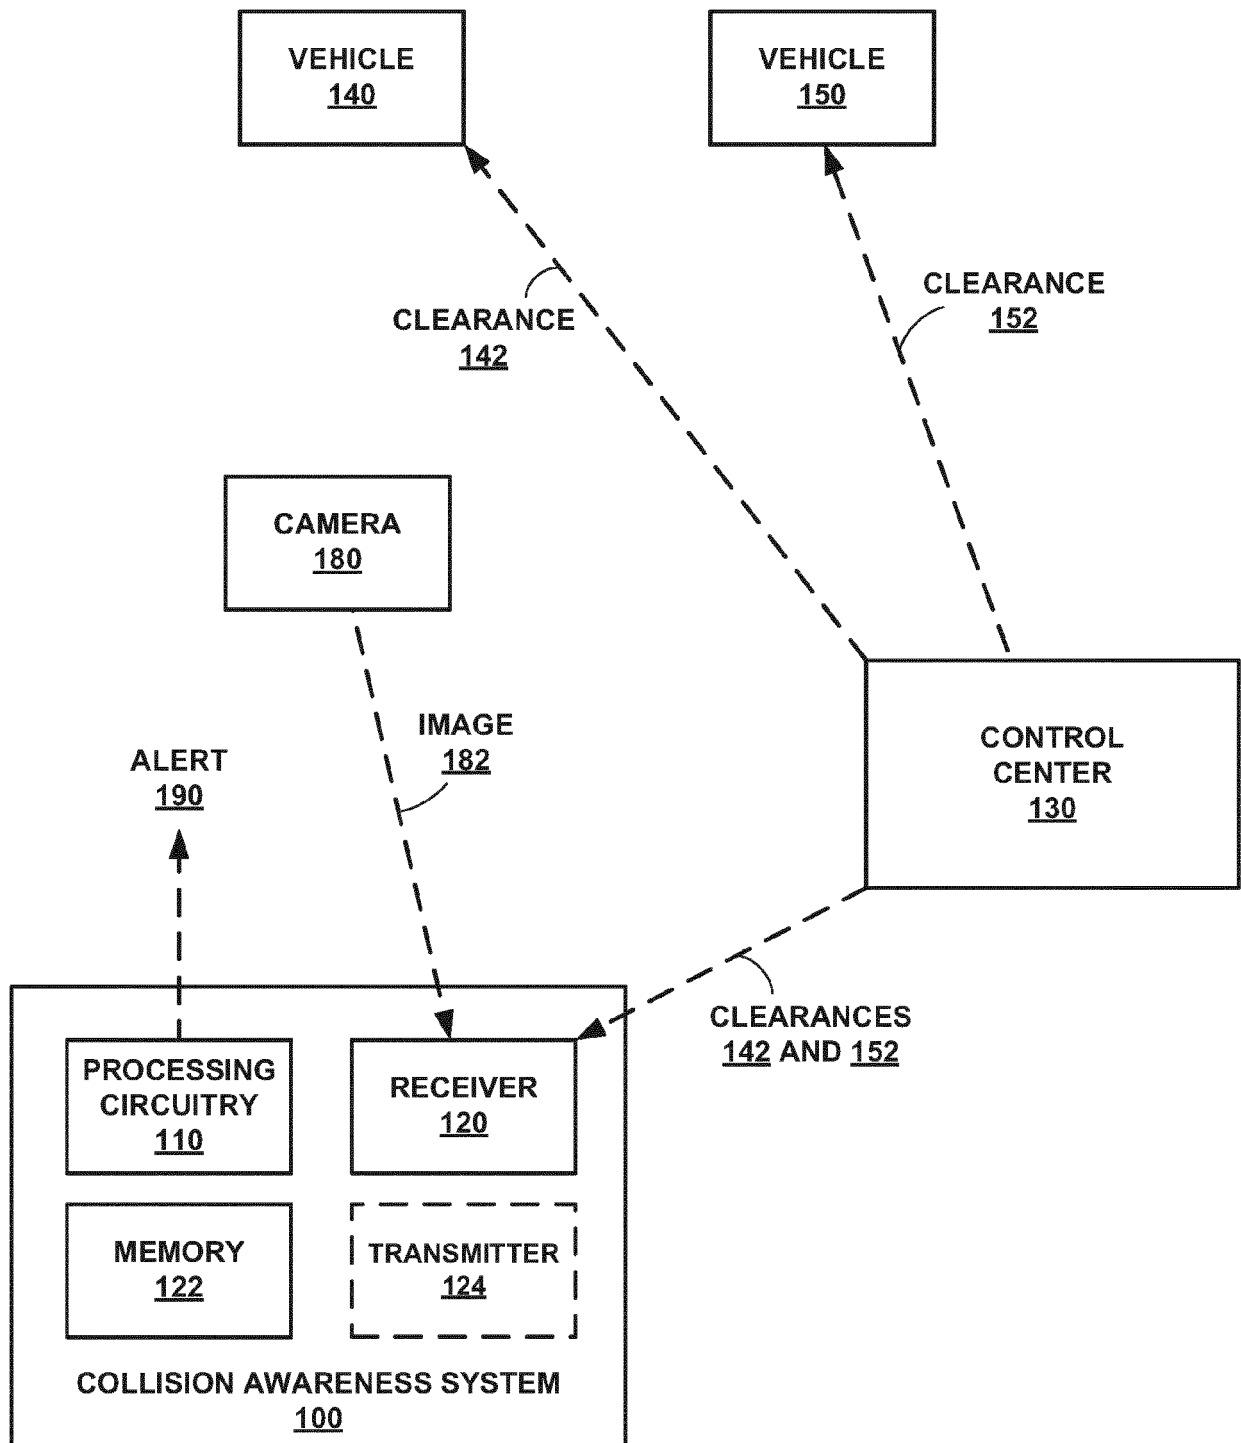 VEHICLE
140
VEHICLE
150
CLEARANCE
142
CLEARANCE
152
CAMERA
180
IMAGE
182
ALERT
190
CONTROL
CENTER
130
CLEARANCES
142 AND 152
PROCESSING
CIRCUITRY
110
RECEIVER
120
MEMORY
122
TRANSMITTER
124
COLLISION AWARENESS SYSTEM
100